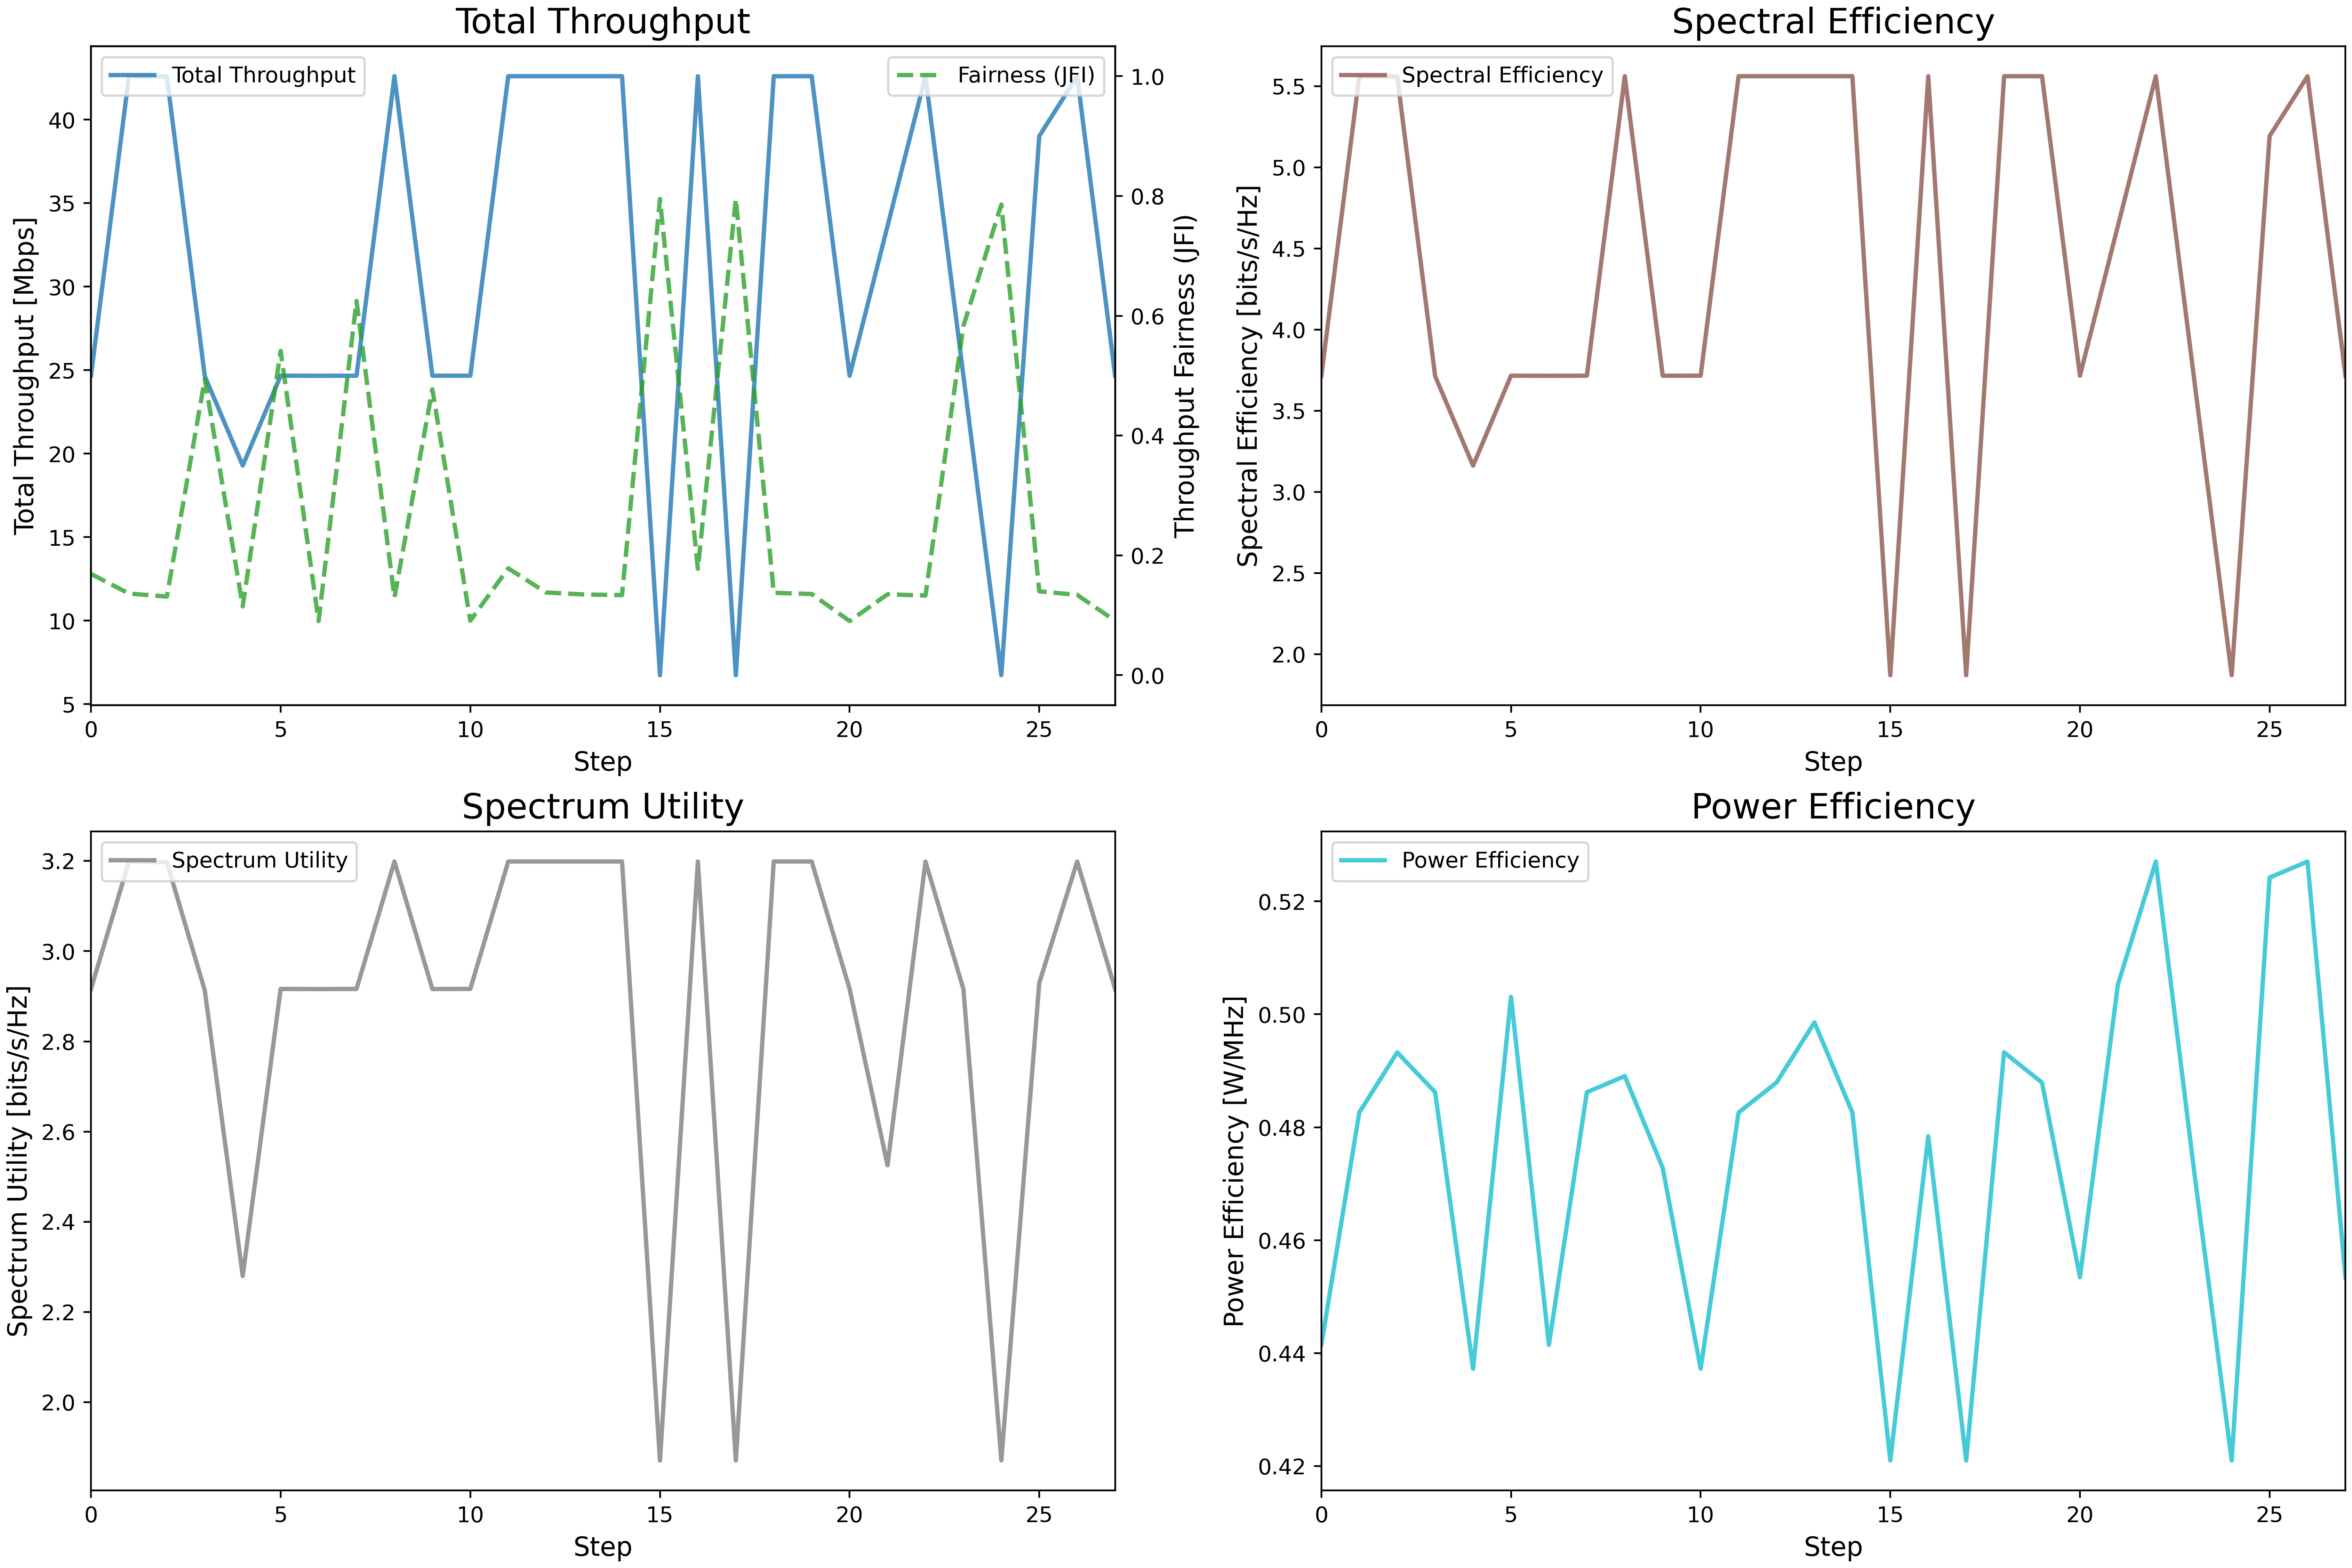 Total Throughput
Total Throughput
Fairness (JFI)
Total Throughput [Mbps]
40
35
30
25
20
15
10
5
1.0
0.8
0.6
0.4
0.2
0.0
Throughput Fairness (JFI)
0 5 10 15 20 25
Step
Spectral Efficiency
Spectral Efficiency
Spectral Efficiency [bits/s/Hz]
5.5
5.0
4.5
4.0
3.5
3.0
2.5
2.0
0 5 10 15 20 25
Step
Spectrum Utility
Spectrum Utility
Spectrum Utility [bits/s/Hz]
3.2
3.0
2.8
2.6
2.4
2.2
2.0
0 5 10 15 20 25
Step
Power Efficiency
Power Efficiency
Power Efficiency [W/MHz]
0.52
0.50
0.48
0.46
0.44
0.42
0 5 10 15 20 25
Step